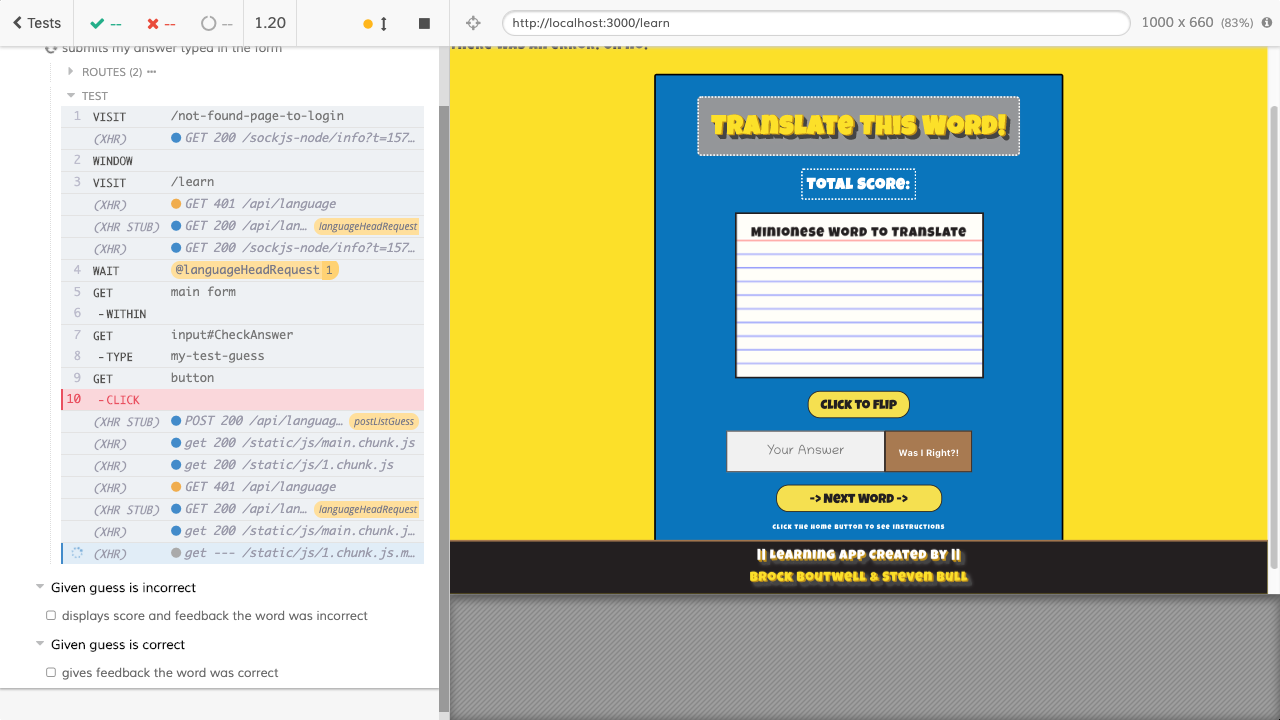 Tests
--
--
--
1.20
http://localhost:3000/learn
1000 x 660 (83%)
submits my answer typed in the form
ROUTES (2)
TEST
1 VISIT /not-found-page-to-login
(XHR) GET 200 /sockjs-node/info?t=157…
2 WINDOW
3 VISIT /learn
(XHR) GET 401 /api/language
(XHR STUB) GET 200 /api/lan… languageHeadRequest
(XHR) GET 200 /sockjs-node/info?t=157…
4 WAIT @languageHeadRequest 1
5 GET main form
6 -WITHIN
7 GET input#CheckAnswer
8 -TYPE my-test-guess
9 GET button
10 -CLICK
(XHR STUB) POST 200 /api/languag… postListGuess
(XHR) get 200 /static/js/main.chunk.js
(XHR) get 200 /static/js/1.chunk.js
(XHR) GET 401 /api/language
(XHR STUB) GET 200 /api/lan… languageHeadRequest
(XHR) get 200 /static/js/main.chunk.j…
(XHR) get --- /static/js/1.chunk.js.m…
Given guess is incorrect
displays score and feedback the word was incorrect
Given guess is correct
gives feedback the word was correct
Translate this word!
Total Score:
Minionese word to translate
Click to Flip
Your Answer
Was I Right?!
-> Next Word ->
Click the Home button to see instructions
|| Learning App Created by ||
Brock Boutwell & Steven Bull